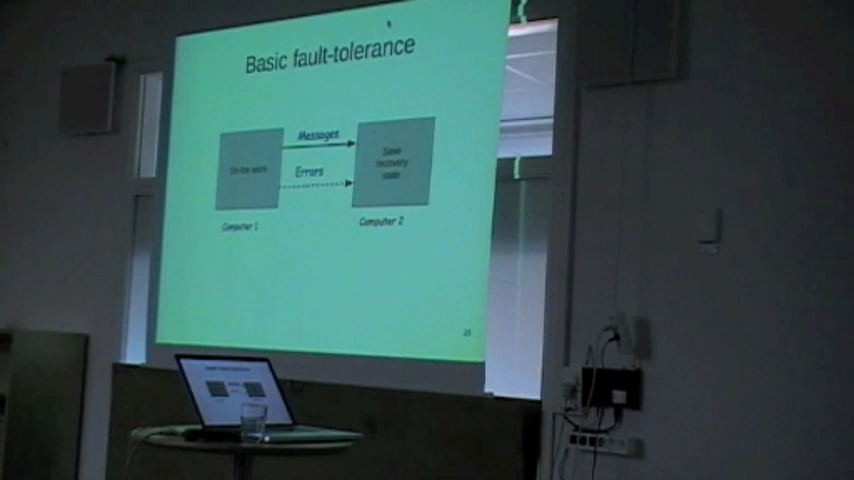 Basic fault-tolerance
Messages
Do the work
Save
recovery
state
Errors
Computer 1
Computer 2
25